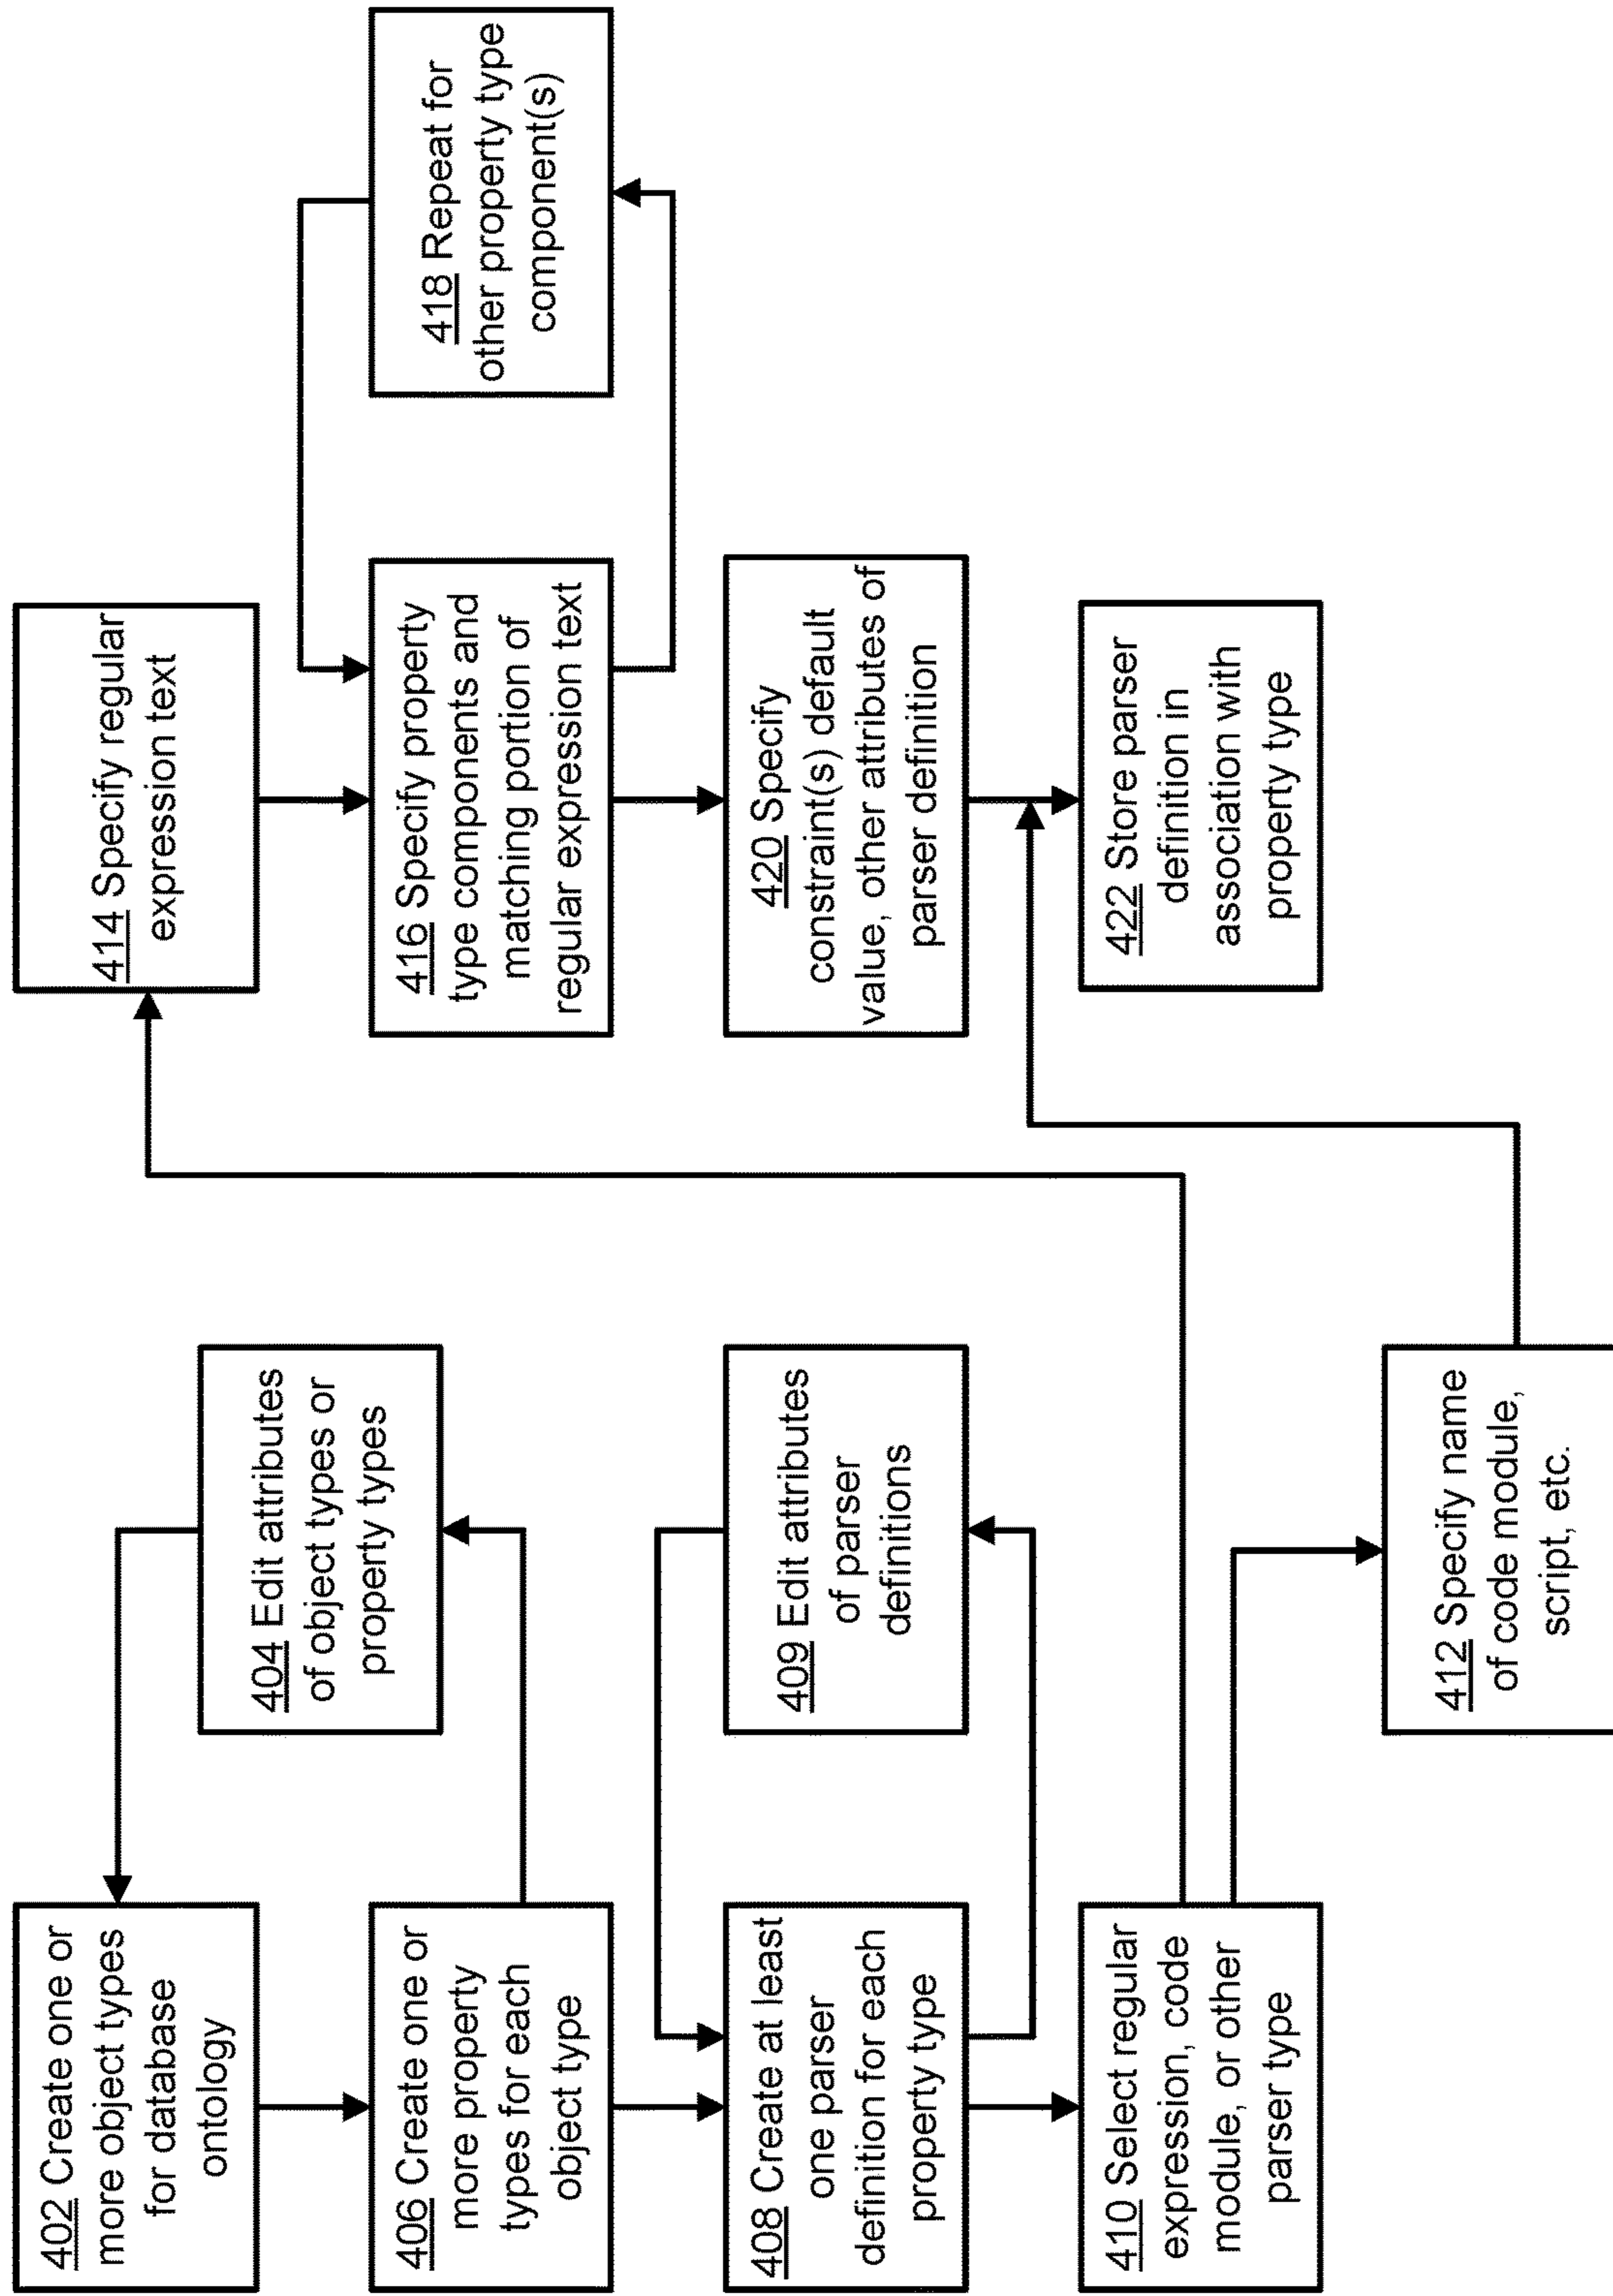 402 Create one or
more object types
for database
ontology
404 Edit attributes
of object types or
property types
406 Create one or
more property
types for each
object type
408 Create at least
one parser
definition for each
property type
409 Edit attributes
of parser
definitions
410 Select regular
expression, code
module, or other
parser type
412 Specify name
of code module,
script, etc.
414 Specify regular
expression text
416 Specify property
type components and
matching portion of
regular expression text
418 Repeat for
other property type
component(s)
420 Specify
constraint(s) default
value, other attributes of
parser definition
422 Store parser
definition in
association with
property type